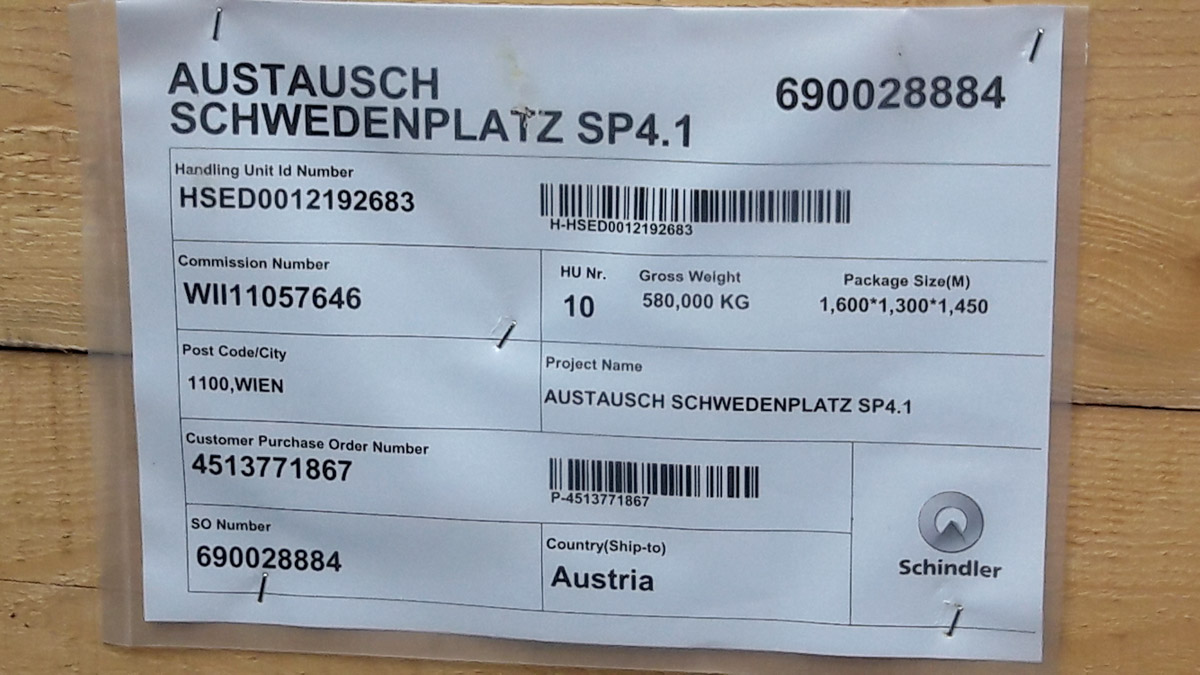 AUSTAUSCH
SCHWEDENPLATZ SP4.1
690028884
Handling Unit Id Number
HSED0012192683
H-HSED0012192683
Commission Number
WII11057646
HU Nr.
10
Gross Weight
580,000 KG
Package Size(M)
1,600*1,300*1,450
Post Code/City
1100,WIEN
Project Name
AUSTAUSCH SCHWEDENPLATZ SP4.1
Customer Purchase Order Number
4513771867
P-4513771867
SO Number
690028884
Country(Ship-to)
Austria
Schindler